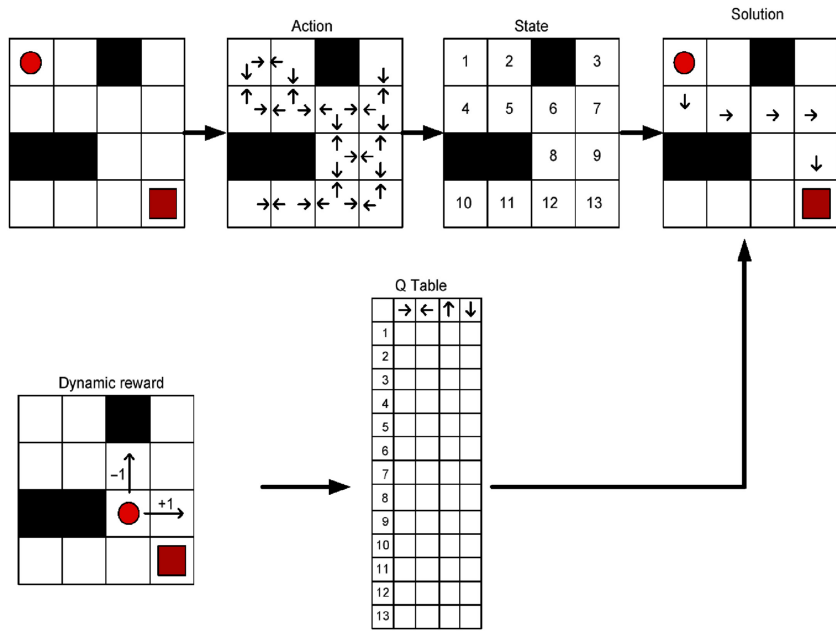 Action
State
Solution
1 2 3
4 5 6 7
8 9
10 11 12 13
Q Table
→ ← ↑ ↓
1
2
3
4
5
6
7
8
9
10
11
12
13
Dynamic reward
−1
+1